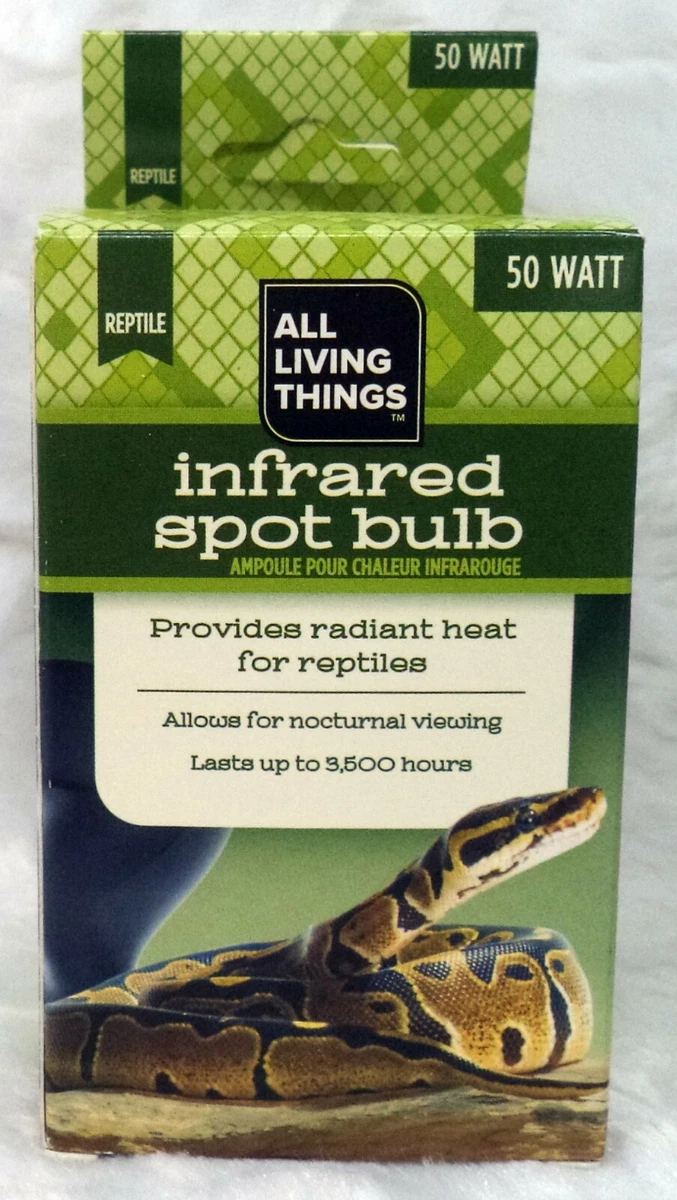 50 WATT
REPTILE
50 WATT
REPTILE
ALL
LIVING
THINGS
TM
infrared
spot bulb
AMPOULE POUR CHALEUR INFRAROUGE
Provides radiant heat
for reptiles
Allows for nocturnal viewing
Lasts up to 3,500 hours